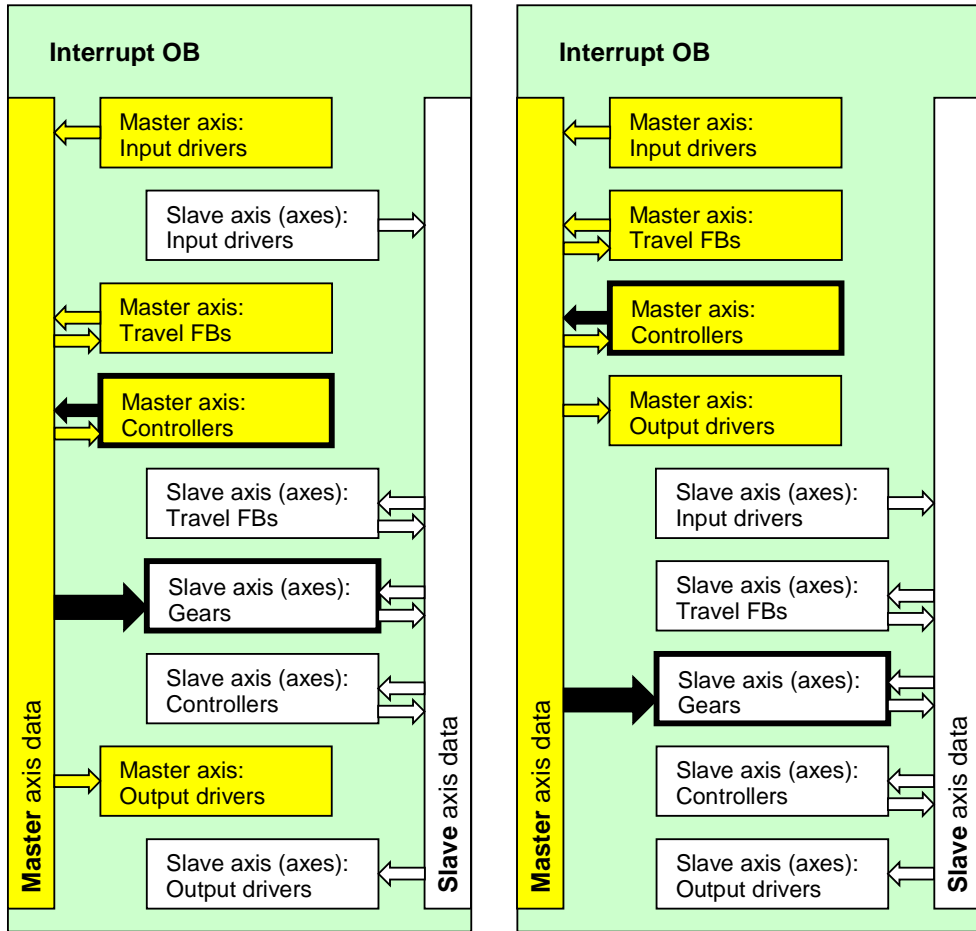 Interrupt OB
Master axis:
Input drivers
Slave axis (axes):
Input drivers
Master axis:
Travel FBs
Master axis:
Controllers
Slave axis (axes):
Travel FBs
Slave axis (axes):
Gears
Slave axis (axes):
Controllers
Master axis:
Output drivers
Slave axis (axes):
Output drivers
Master axis data
Slave axis data
Interrupt OB
Master axis:
Input drivers
Master axis:
Travel FBs
Master axis:
Controllers
Master axis:
Output drivers
Slave axis (axes):
Input drivers
Slave axis (axes):
Travel FBs
Slave axis (axes):
Gears
Slave axis (axes):
Controllers
Slave axis (axes):
Output drivers
Master axis data
Slave axis data